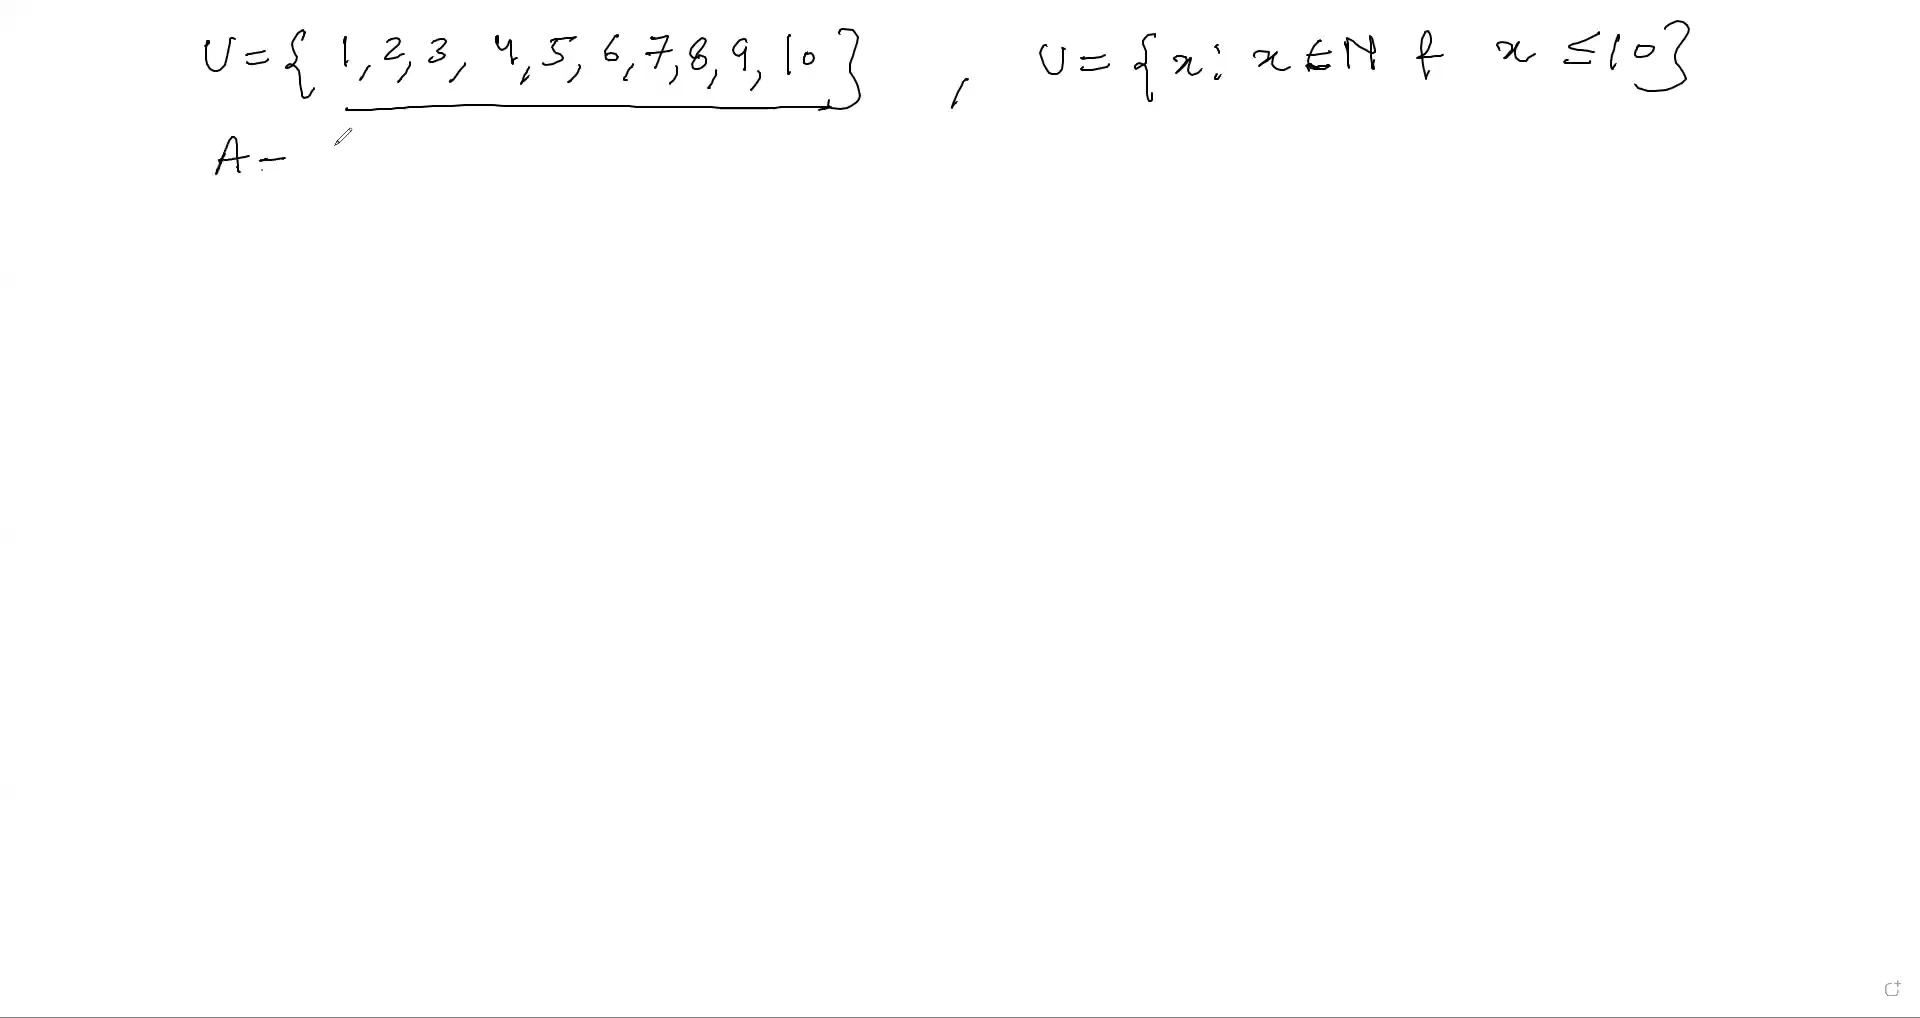 U={1,2,3,4,5,6,7,8,9,10} , U={x: x∈N & x≤10}
A=